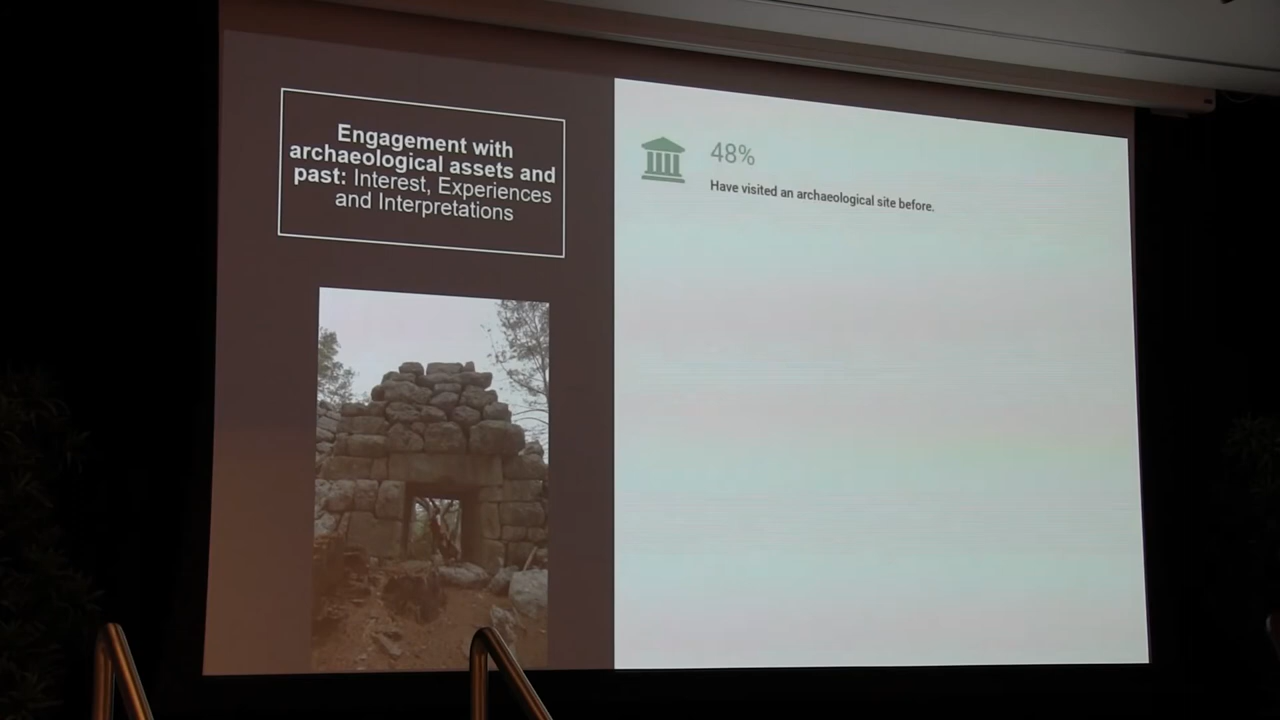 Engagement with
archaeological assets and
past: Interest, Experiences
and Interpretations
48%
Have visited an archaeological site before.